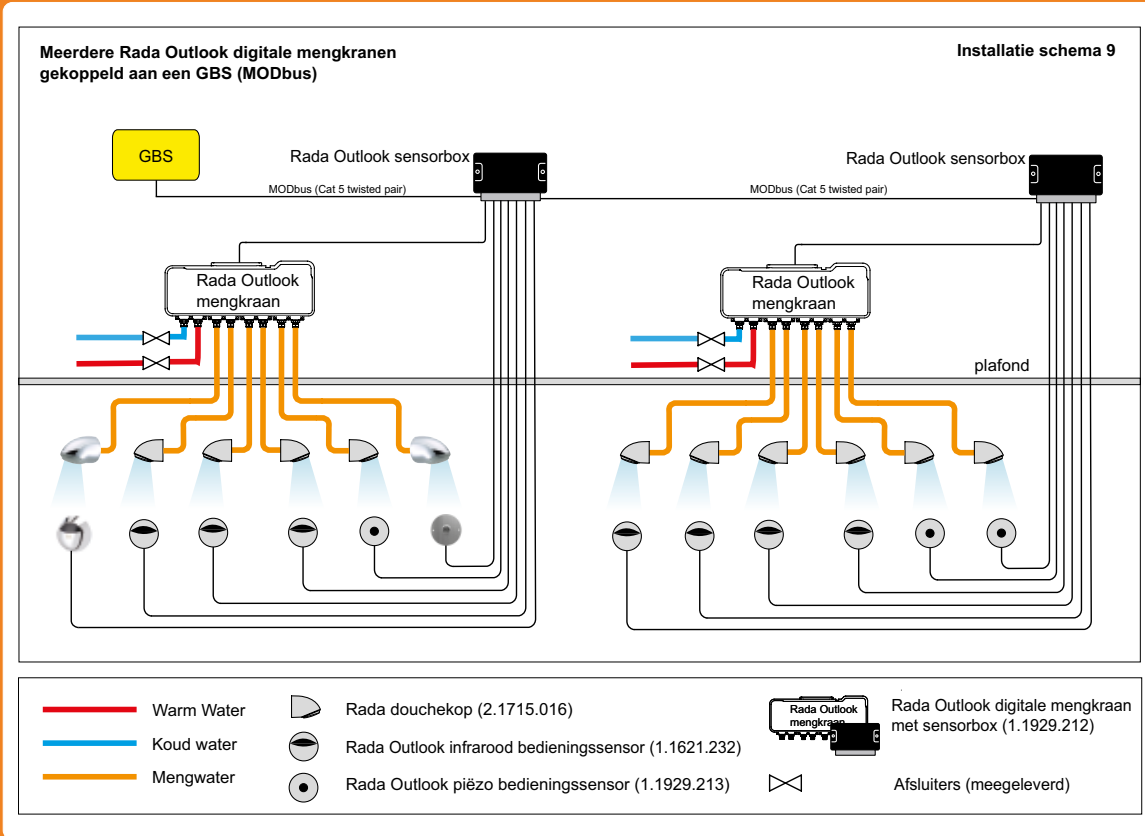 Meerdere Rada Outlook digitale mengkranen
gekoppeld aan een GBS (MODbus)
Installatie schema 9
GBS
Rada Outlook sensorbox
Rada Outlook sensorbox
MODbus (Cat 5 twisted pair)
MODbus (Cat 5 twisted pair)
Rada Outlook
mengkraan
Rada Outlook
mengkraan
plafond
Warm Water
Koud water
Mengwater
Rada douchekop (2.1715.016)
Rada Outlook infrarood bedieningssensor (1.1621.232)
Rada Outlook piëzo bedieningssensor (1.1929.213)
Rada Outlook
mengkraan
Rada Outlook digitale mengkraan
met sensorbox (1.1929.212)
Afsluiters (meegeleverd)